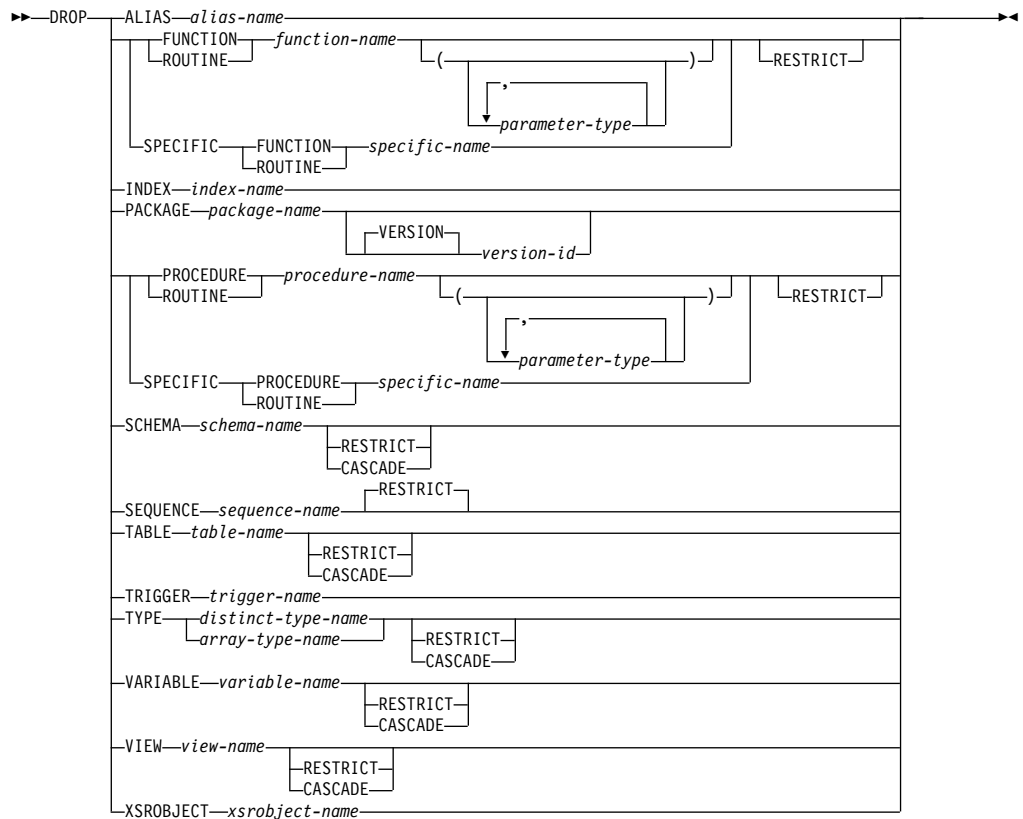 DROP ALIAS alias-name
FUNCTION function-name
ROUTINE ( ) RESTRICT
,
parameter-type
SPECIFIC FUNCTION specific-name
ROUTINE
INDEX index-name
PACKAGE package-name
VERSION
version-id
PROCEDURE procedure-name
ROUTINE ( ) RESTRICT
,
parameter-type
SPECIFIC PROCEDURE specific-name
ROUTINE
SCHEMA schema-name
RESTRICT
CASCADE
RESTRICT
SEQUENCE sequence-name
TABLE table-name
RESTRICT
CASCADE
TRIGGER trigger-name
TYPE distinct-type-name
array-type-name RESTRICT
CASCADE
VARIABLE variable-name
RESTRICT
CASCADE
VIEW view-name
RESTRICT
CASCADE
XSROBJECT xsrobject-name